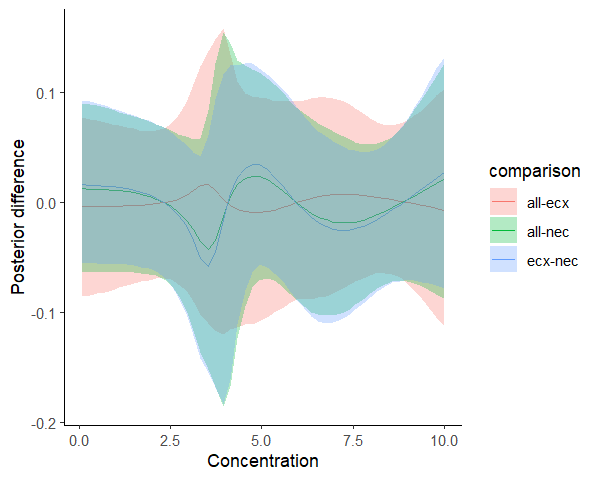 Posterior difference
0.1
0.0
-0.1
-0.2
0.0
2.5
5.0
7.5
10.0
Concentration
comparison
all-ecx
all-nec
ecx-nec